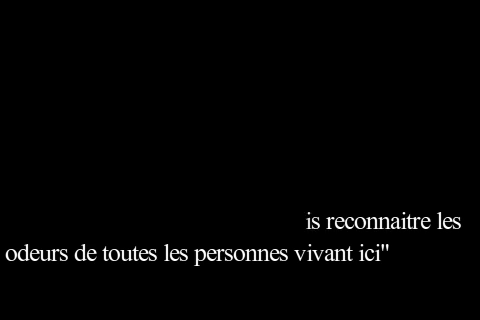 is reconnaitre les
odeurs de toutes les personnes vivant ici"